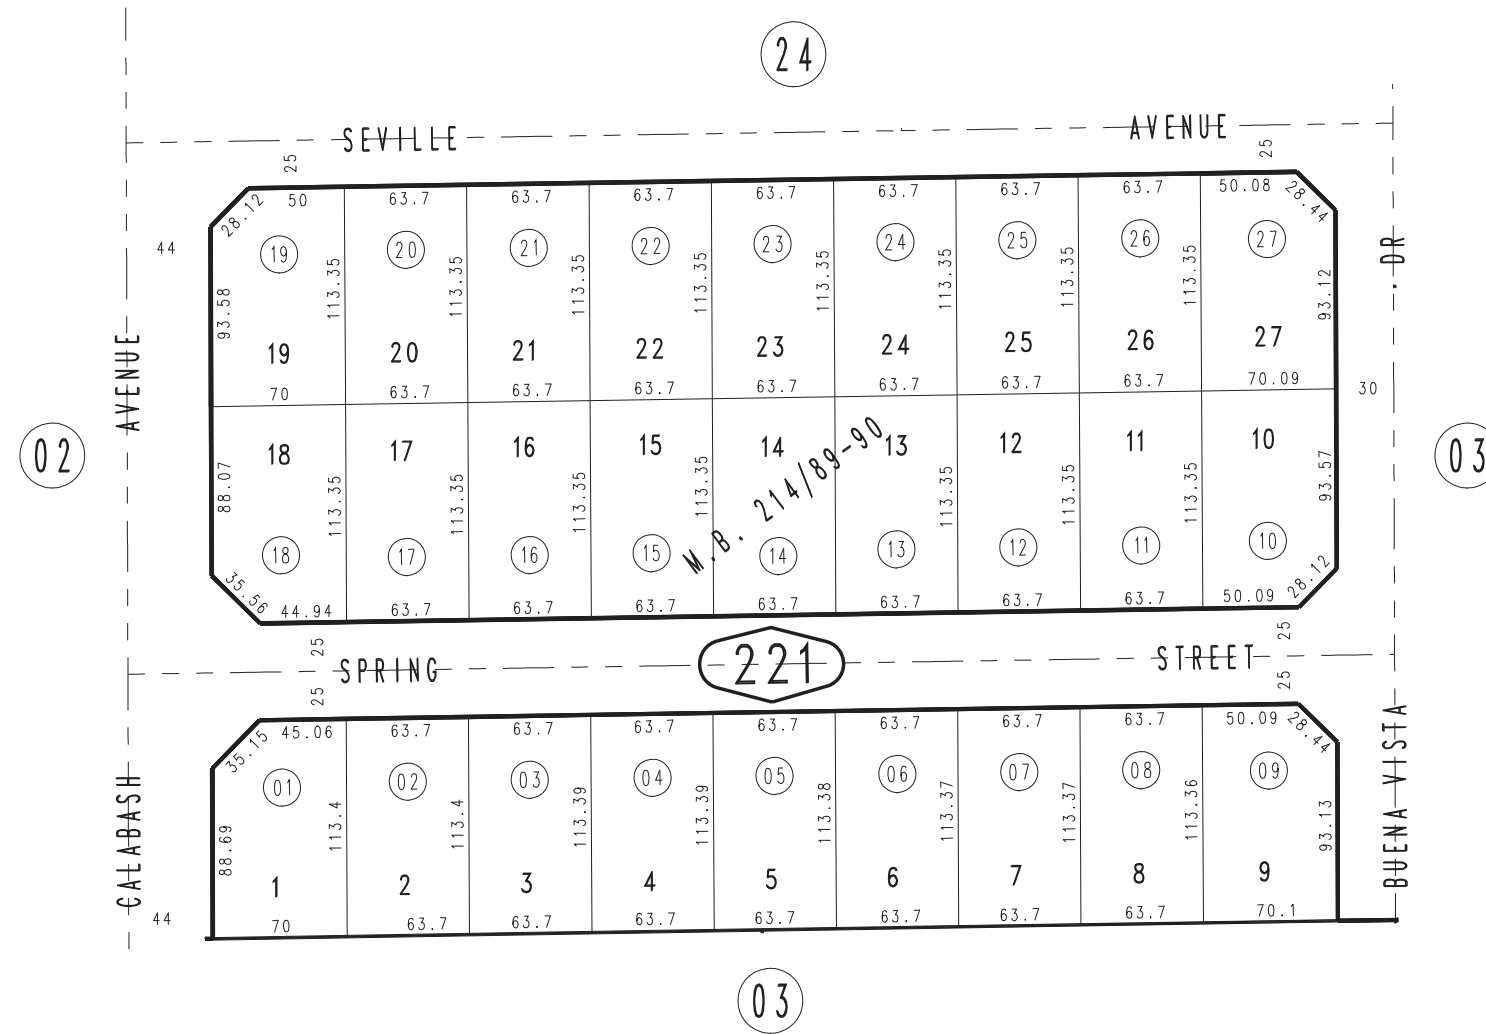 24
SEVILLE AVENUE
25 25
28.12 50 63.7 63.7 63.7 63.7 63.7 63.7 63.7 50.08 28.44
44
19 20 21 22 23 24 25 26 27
93.58 113.35 113.35 113.35 113.35 113.35 113.35 113.35 113.35 93.12
19 20 21 22 23 24 25 26 27
70 63.7 63.7 63.7 63.7 63.7 63.7 63.7 70.09
30
02
03
18 17 16 15 14 13 12 11 10
88.07 113.35 113.35 113.35 113.35 113.35 113.35 113.35 113.35 93.57
M.B. 214/89-90
18 17 16 15 14 13 12 11 10
35.56 44.94 63.7 63.7 63.7 63.7 63.7 63.7 63.7 50.09 28.12
25 25
SPRING 221 STREET
25 25
35.15 45.06 63.7 63.7 63.7 63.7 63.7 63.7 63.7 50.09 28.44
01 02 03 04 05 06 07 08 09
88.69 113.4 113.4 113.39 113.39 113.38 113.37 113.37 113.36 93.13
1 2 3 4 5 6 7 8 9
44
70 63.7 63.7 63.7 63.7 63.7 63.7 63.7 70.1
CALABASH AVENUE
BUENA VISTA DR.
03